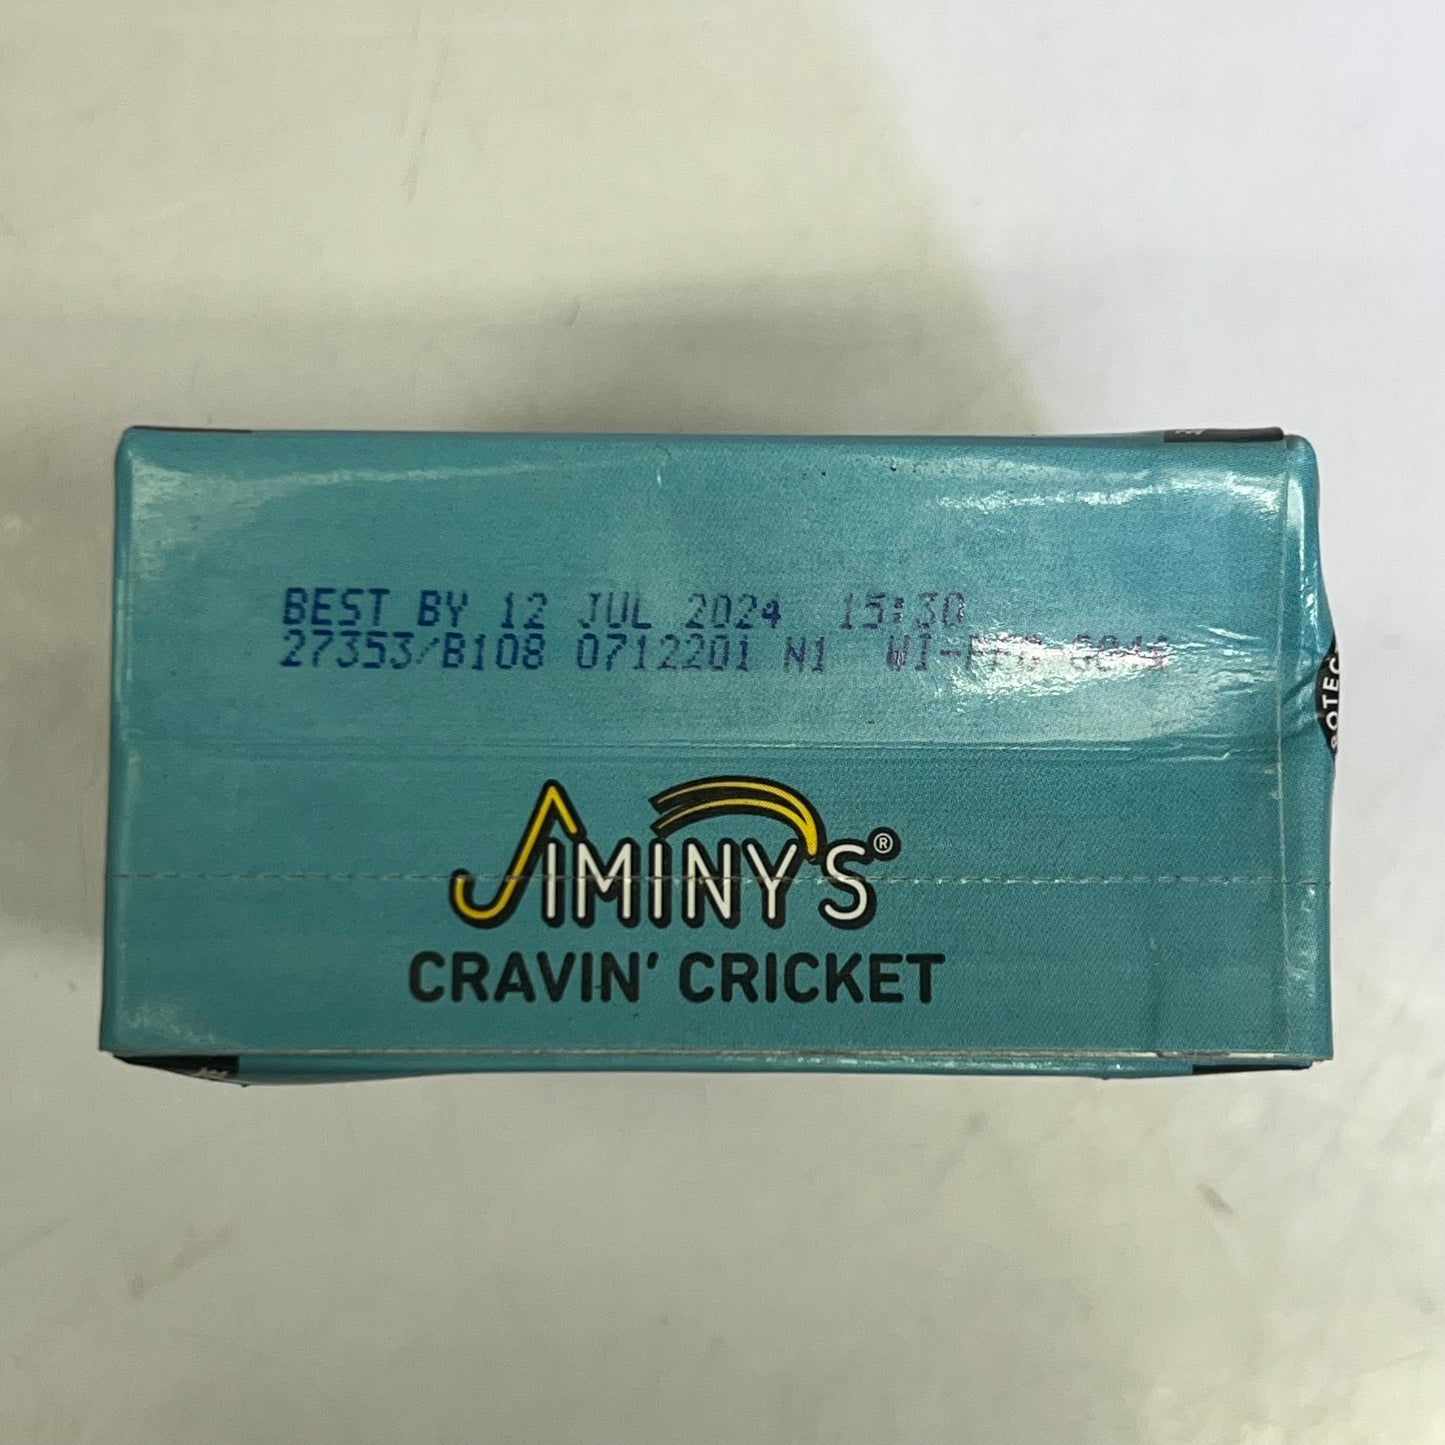 BEST BY 12 JUL 2024 15:30
27353/B108 0712201 N1
JIMINY'S®
CRAVIN' CRICKET